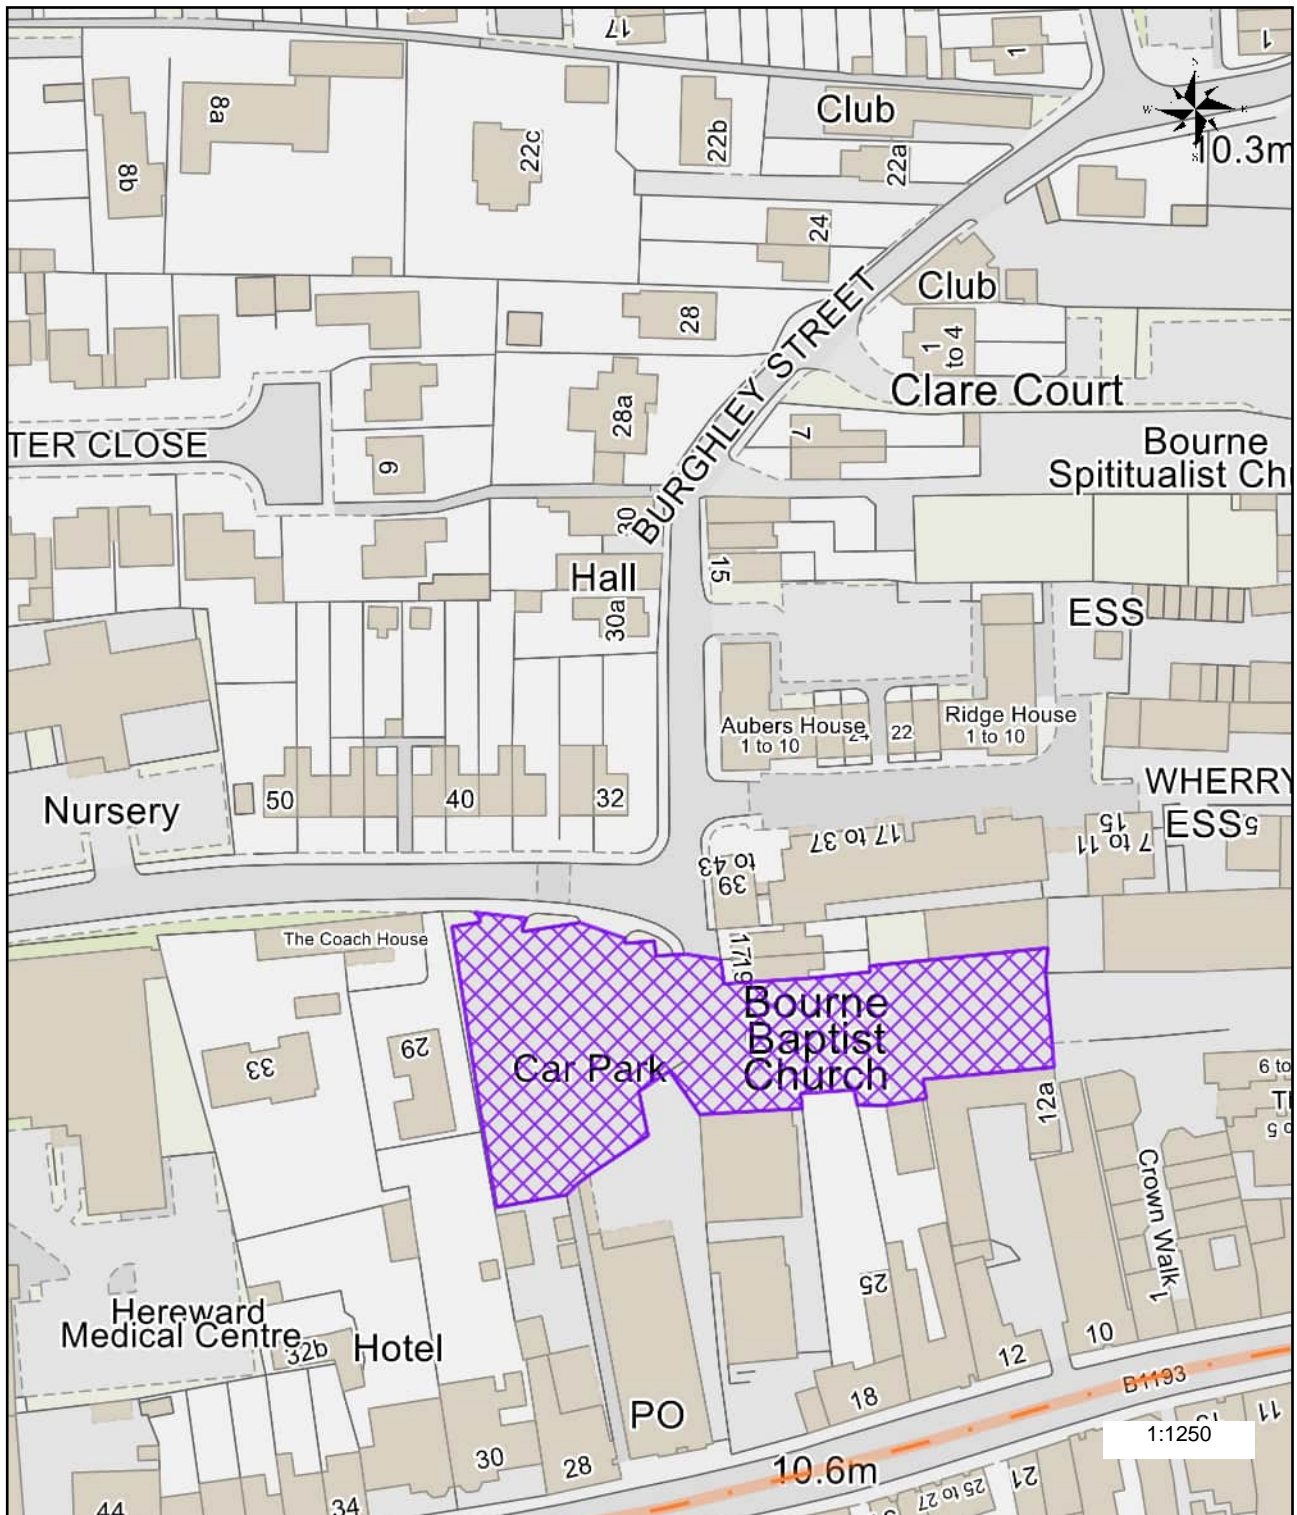 17
1
1
8a
8b
22c
22b
Club
22a
N
W
E
S
10.3m
24
28
Club
1
to 4
BURGHLEY STREET
28a
Clare Court
7
TER CLOSE
9
Bourne
Spititualist Ch
30
Hall
30a
15
ESS
Aubers House
1 to 10
24
22
Ridge House
1 to 10
Nursery
50
40
32
WHERRY
ESS
5
17 to 37
15
7 to 11
39
to 43
The Coach House
17
19
Bourne
Baptist
Church
Car Park
33
29
12a
6 to
Crown Walk
1
Hereward
Medical Centre
32b
Hotel
25
10
12
18
B1193
PO
1:1250
11
30
28
10.6m
21
25 to 27
44
34